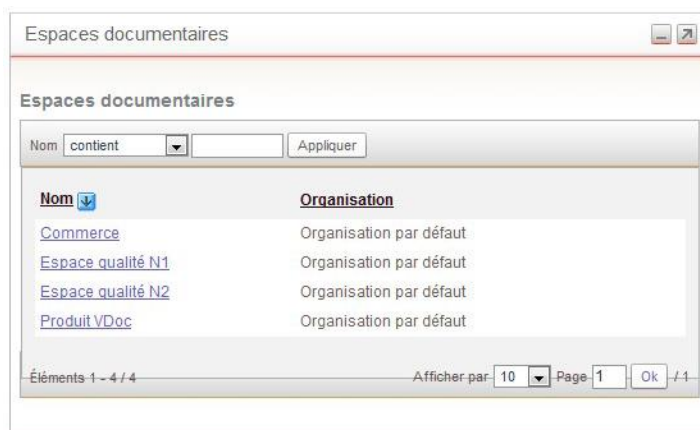 Espaces documentaires
Espaces documentaires
Nom contient Appliquer
Nom Organisation
Commerce Organisation par défaut
Espace qualité N1 Organisation par défaut
Espace qualité N2 Organisation par défaut
Produit VDoc Organisation par défaut
Éléments 1 - 4 / 4 Afficher par 10 Page 1 Ok / 1